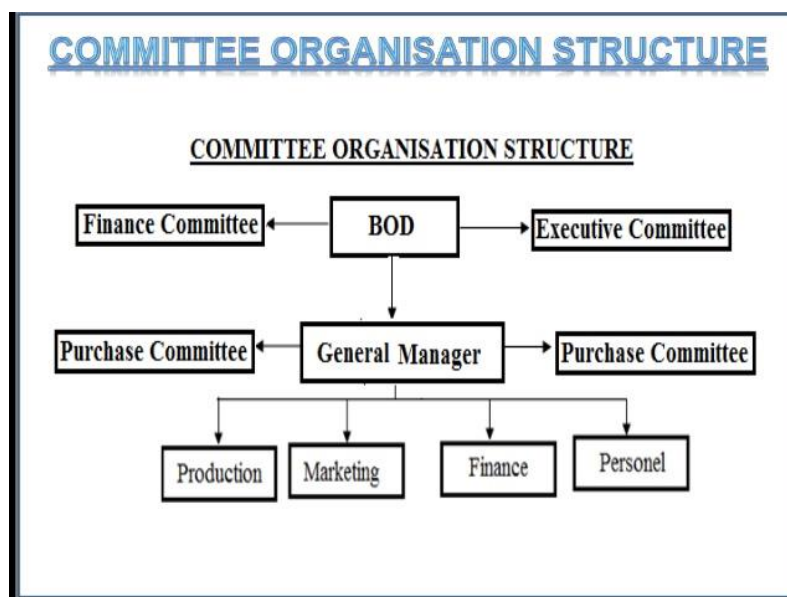 COMMITTEE ORGANISATION STRUCTURE
COMMITTEE ORGANISATION STRUCTURE
Finance Committee
BOD
Executive Committee
Purchase Committee
General Manager
Purchase Committee
Production
Marketing
Finance
Personel